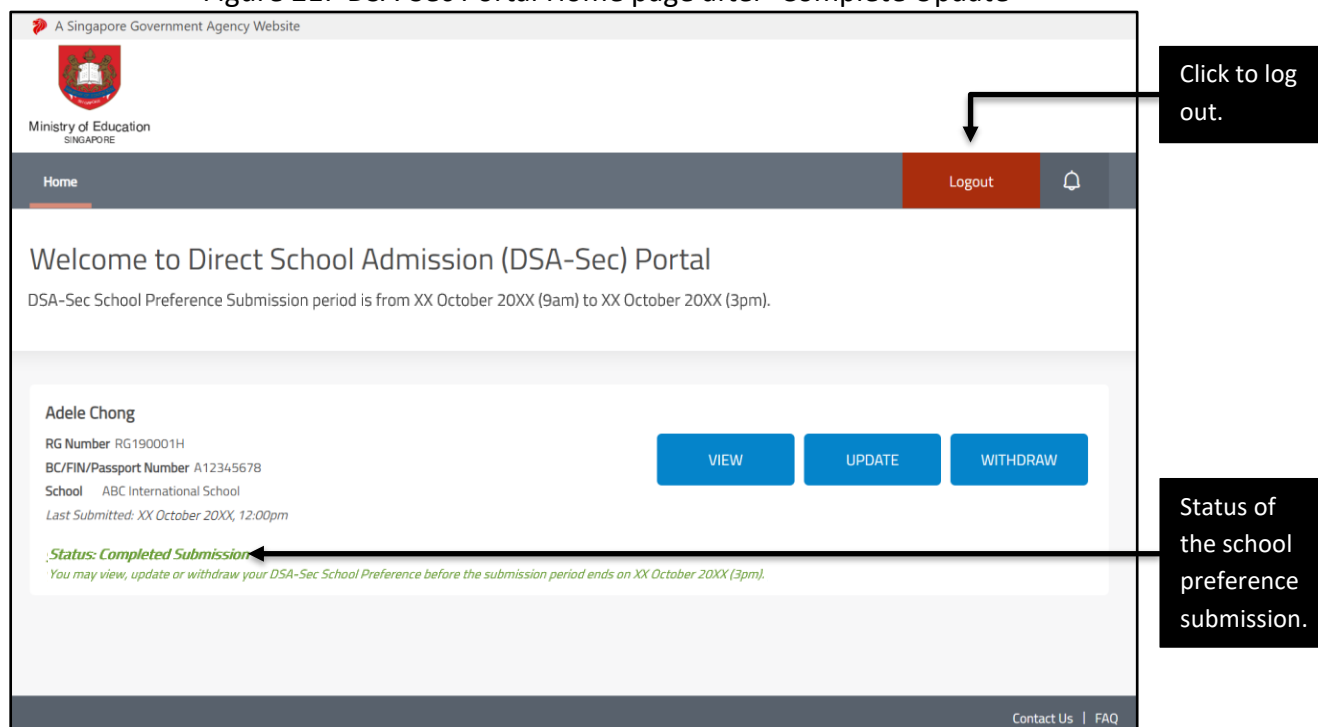 A Singapore Government Agency Website
Ministry of Education
SINGAPORE
Click to log
out.
Home
Logout
Welcome to Direct School Admission (DSA-Sec) Portal
DSA-Sec School Preference Submission period is from XX October 20XX (9am) to XX October 20XX (3pm).
Adele Chong
RG Number RG190001H
BC/FIN/Passport Number A12345678
School ABC International School
Last Submitted: XX October 20XX, 12:00pm
VIEW UPDATE WITHDRAW
Status: Completed Submission
You may view, update or withdraw your DSA-Sec School Preference before the submission period ends on XX October 20XX (3pm).
Status of
the school
preference
submission.
Contact Us | FAQ